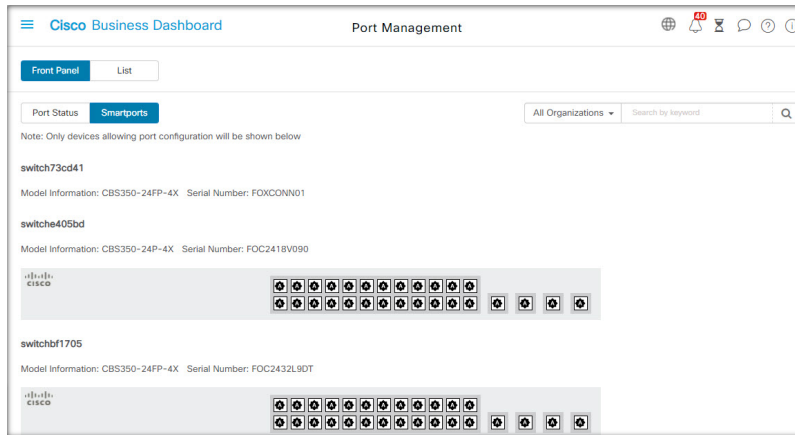 Cisco Business Dashboard
Port Management
40
Front Panel
List
Port Status
Smartports
All Organizations
Search by keyword
Note: Only devices allowing port configuration will be shown below
switch73cd41
Model Information: CBS350-24FP-4X Serial Number: FOXCONN01
switche405bd
Model Information: CBS350-24P-4X Serial Number: FOC2418V090
CISCO
switchbf1705
Model Information: CBS350-24FP-4X Serial Number: FOC2432L9DT
CISCO